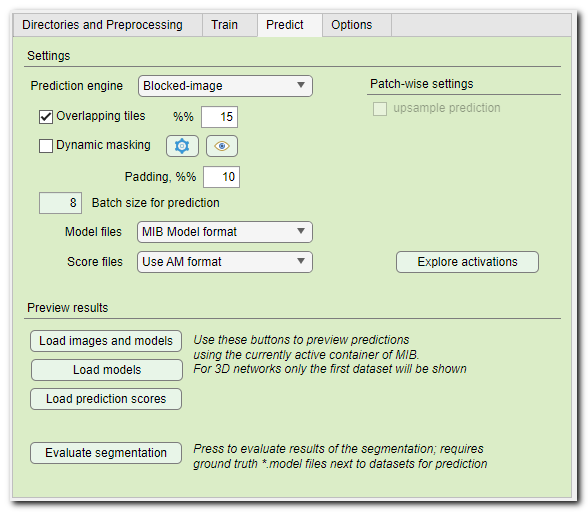 Directories and Preprocessing Train Predict Options
Settings
Prediction engine Blocked-image Patch-wise settings
Overlapping tiles %% 15 upsample prediction
Dynamic masking
Padding, %% 10
8 Batch size for prediction
Model files MIB Model format
Score files Use AM format Explore activations
Preview results
Load images and models Use these buttons to preview predictions
using the currently active container of MIB.
Load models For 3D networks only the first dataset will be shown
Load prediction scores
Evaluate segmentation Press to evaluate results of the segmentation; requires
ground truth *.model files next to datasets for prediction